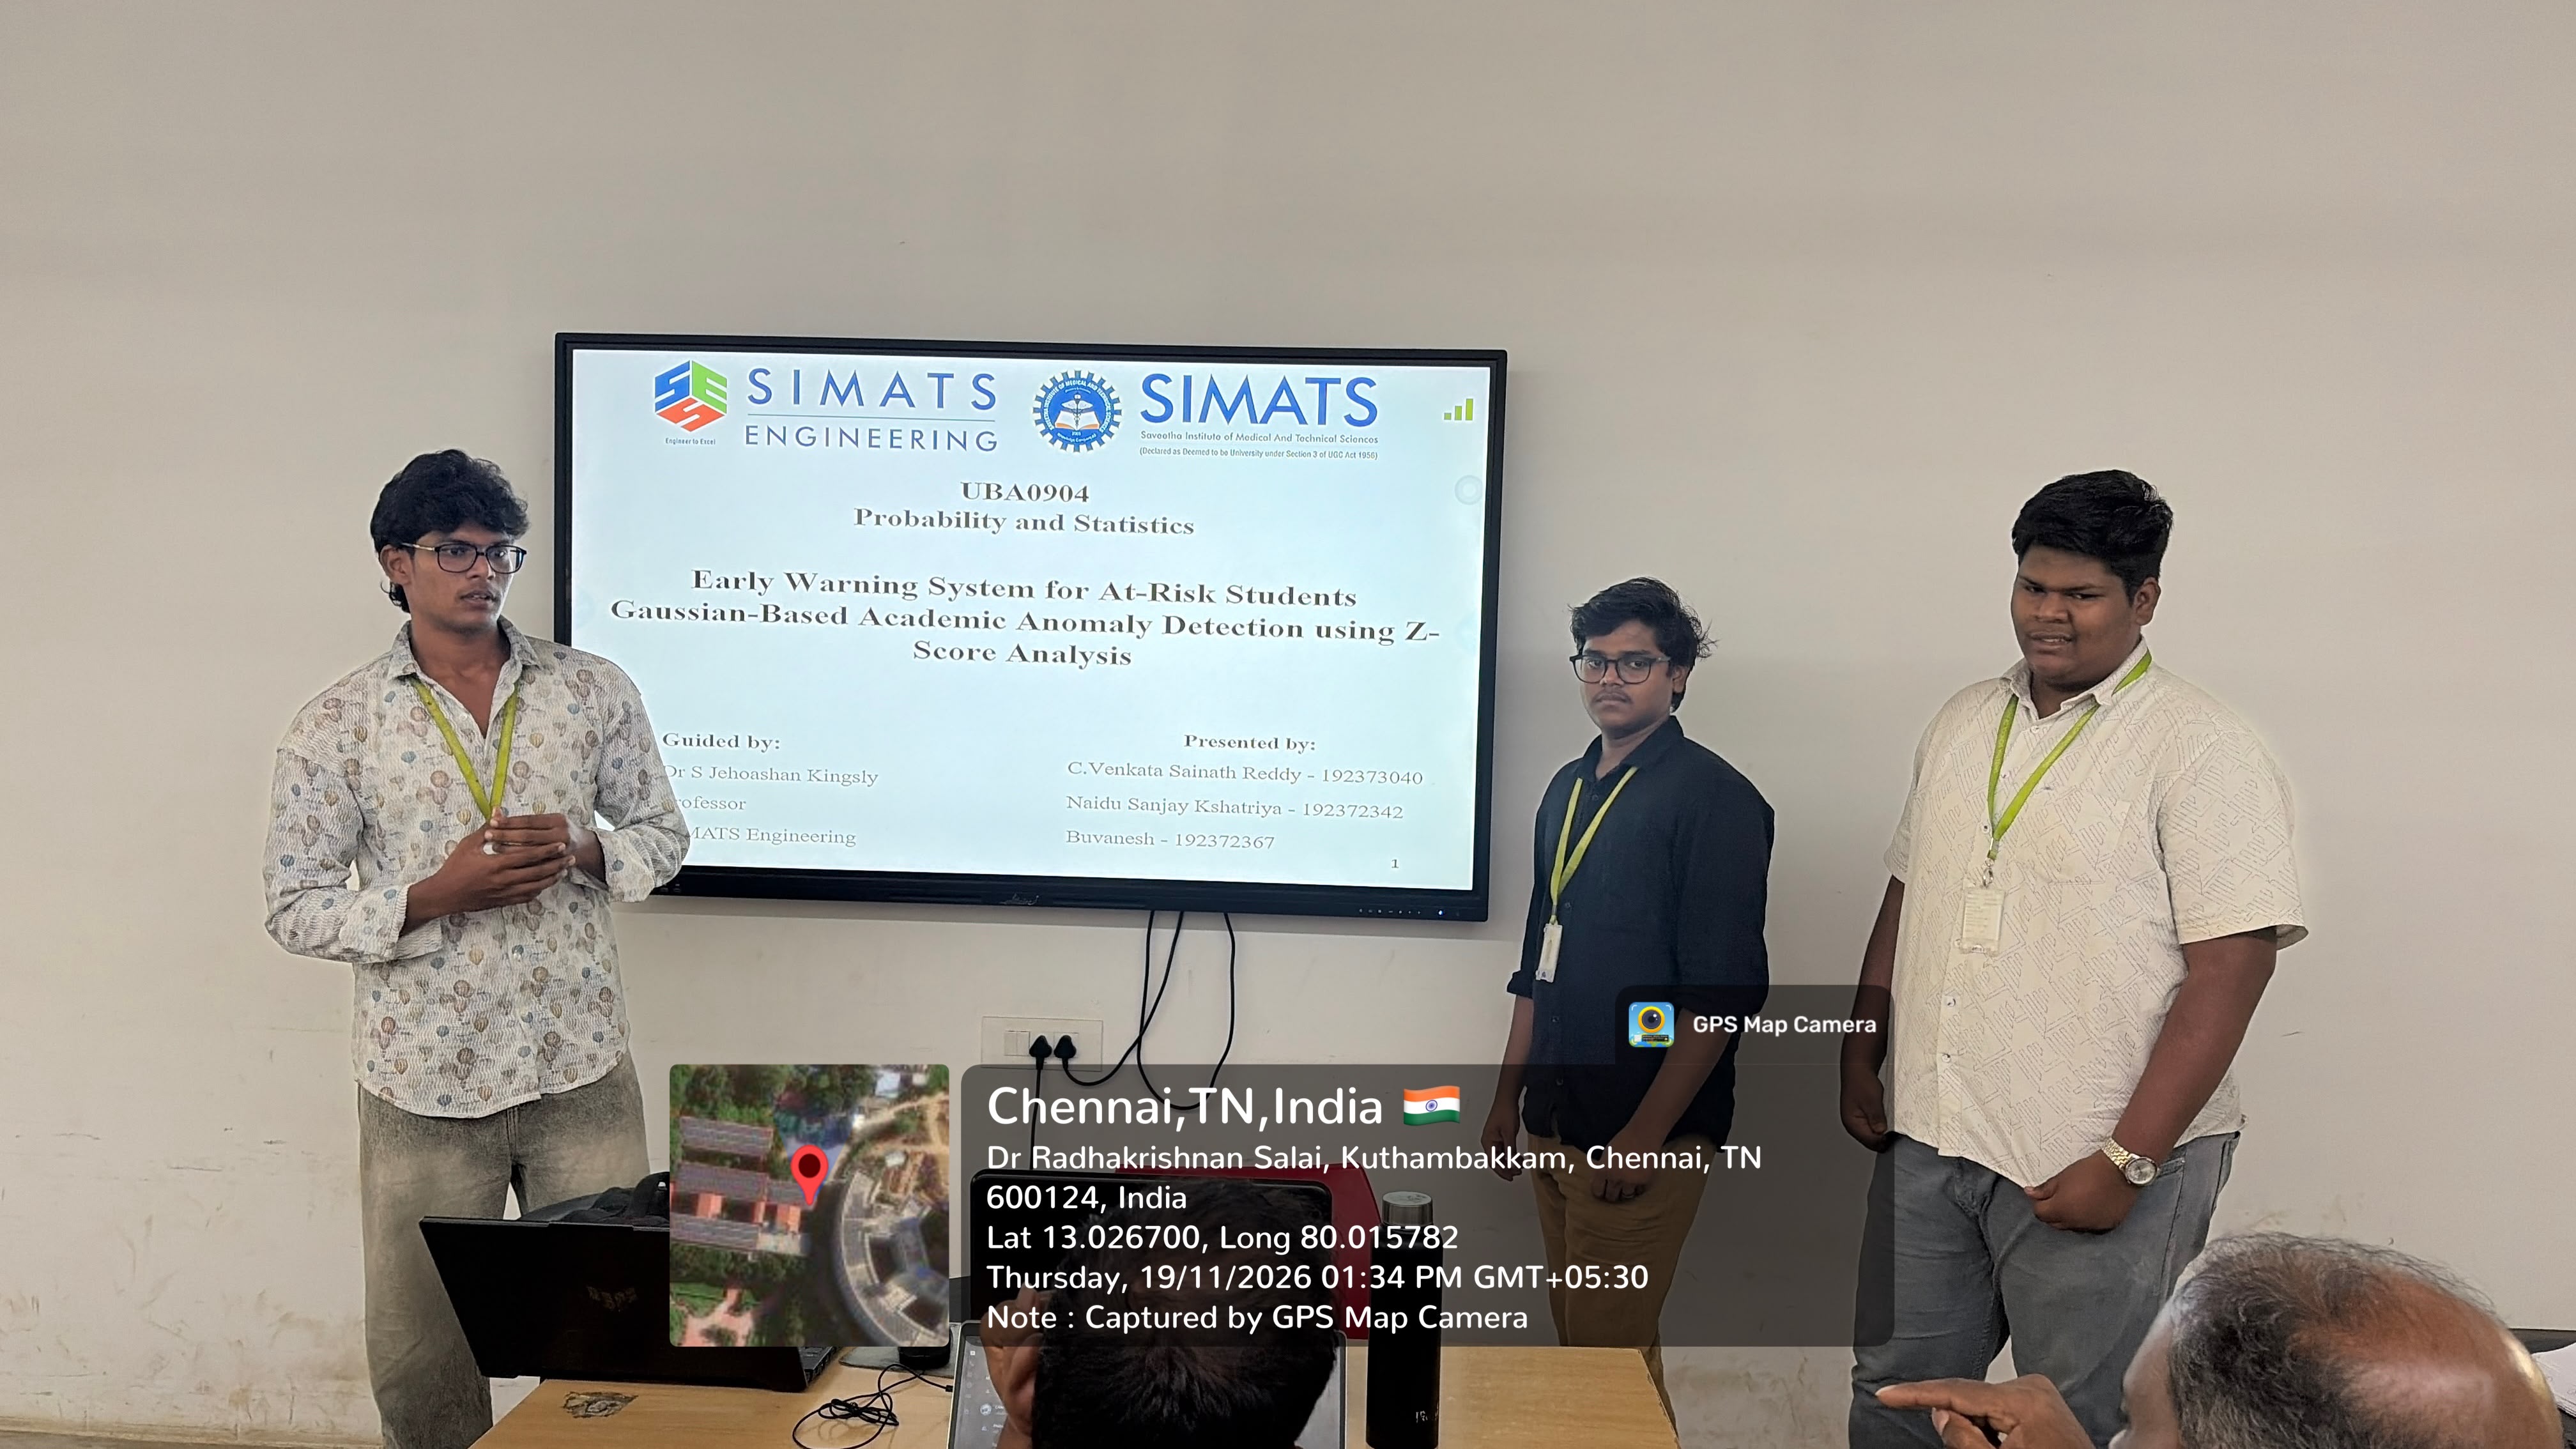 SIMATS
ENGINEERING
Engineer to Excel
SIMATS
Saveetha Institute of Medical And Technical Sciences
(Declared as Deemed to be University under Section 3 of UGC Act 1956)
UBA0904
Probability and Statistics
Early Warning System for At-Risk Students
Gaussian-Based Academic Anomaly Detection using Z-
Score Analysis
Guided by:
Dr S Jehoashan Kingsly
rofessor
MATS Engineering
Presented by:
C.Venkata Sainath Reddy - 192373040
Naidu Sanjay Kshatriya - 192372342
Buvanesh - 192372367
1
GPS Map Camera
Chennai,TN,India
Dr Radhakrishnan Salai, Kuthambakkam, Chennai, TN
600124, India
Lat 13.026700, Long 80.015782
Thursday, 19/11/2026 01:34 PM GMT+05:30
Note : Captured by GPS Map Camera